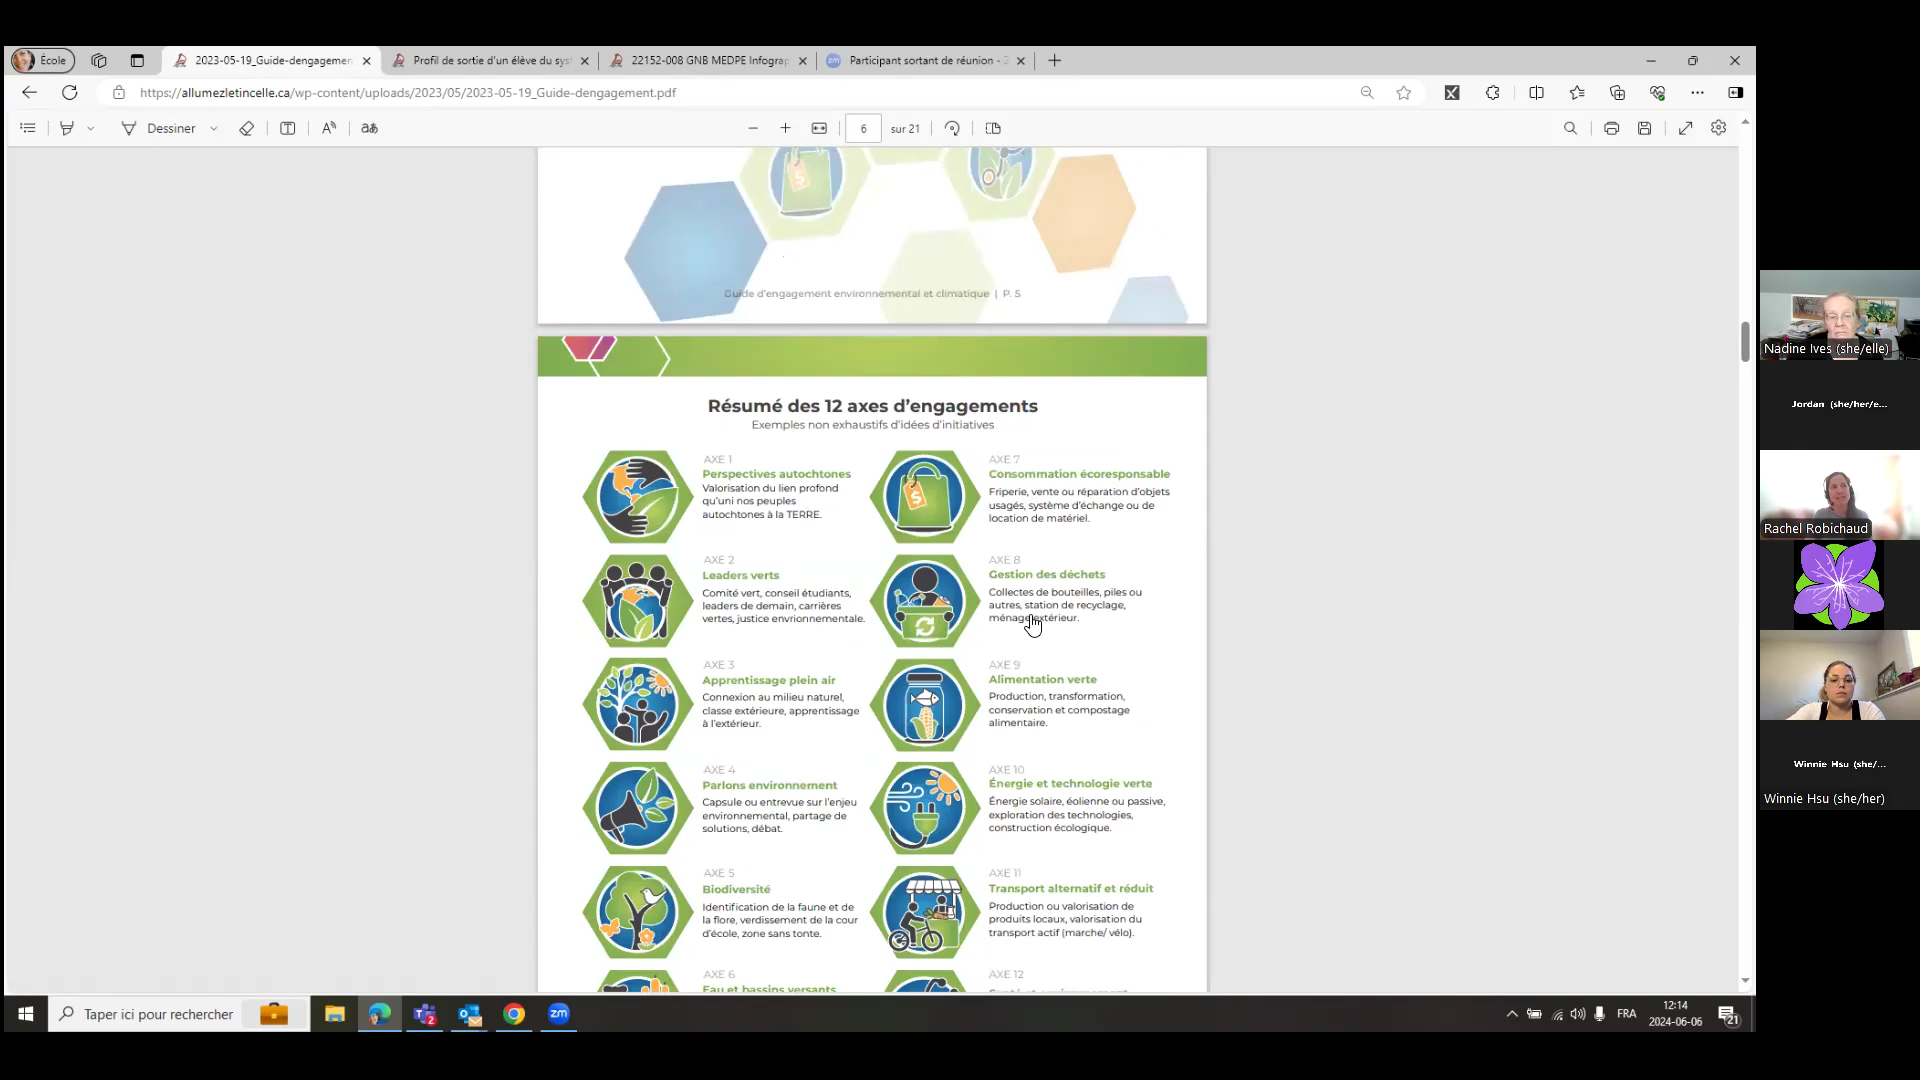 École
2023-05-19_Guide-dengagemen
Profil de sortie d'un élève du sys
22152-008 GNB MEDPE Infograp
Participant sortant de réunion -
https://allumezletincelle.ca/wp-content/uploads/2023/05/2023-05-19_Guide-dengagement.pdf
Dessiner
6
sur 21
Guide d'engagement environnemental et climatique | P. 5
Résumé des 12 axes d'engagements
Exemples non exhaustifs d'idées d'initiatives
AXE 1
Perspectives autochtones
Valorisation du lien profond
qu'uni nos peuples
autochtones à la TERRE.
AXE 2
Leaders verts
Comité vert, conseil étudiants,
leaders de demain, carrières
vertes, justice envrionnementale.
AXE 3
Apprentissage plein air
Connexion au milieu naturel,
classe extérieure, apprentissage
à l'extérieur.
AXE 4
Parlons environnement
Capsule ou entrevue sur l'enjeu
environnemental, partage de
solutions, débat.
AXE 5
Biodiversité
Identification de la faune et de
la flore, verdissement de la cour
d'école, zone sans tonte.
AXE 6
Eau et bassins versants
AXE 7
Consommation écoresponsable
Friperie, vente ou réparation d'objets
usagés, système d'échange ou de
location de matériel.
AXE 8
Gestion des déchets
Collectes de bouteilles, piles ou
autres, station de recyclage,
ménage extérieur.
AXE 9
Alimentation verte
Production, transformation,
conservation et compostage
alimentaire.
AXE 10
Énergie et technologie verte
Énergie solaire, éolienne ou passive,
exploration des technologies,
construction écologique.
AXE 11
Transport alternatif et réduit
Production ou valorisation de
produits locaux, valorisation du
transport actif (marche/ vélo).
AXE 12
Nadine Ives (she/elle)
Jordan (she/her/e...
Rachel Robichaud
Winnie Hsu (she/...
Winnie Hsu (she/her)
Taper ici pour rechercher
FRA
12:14
2024-06-06
21